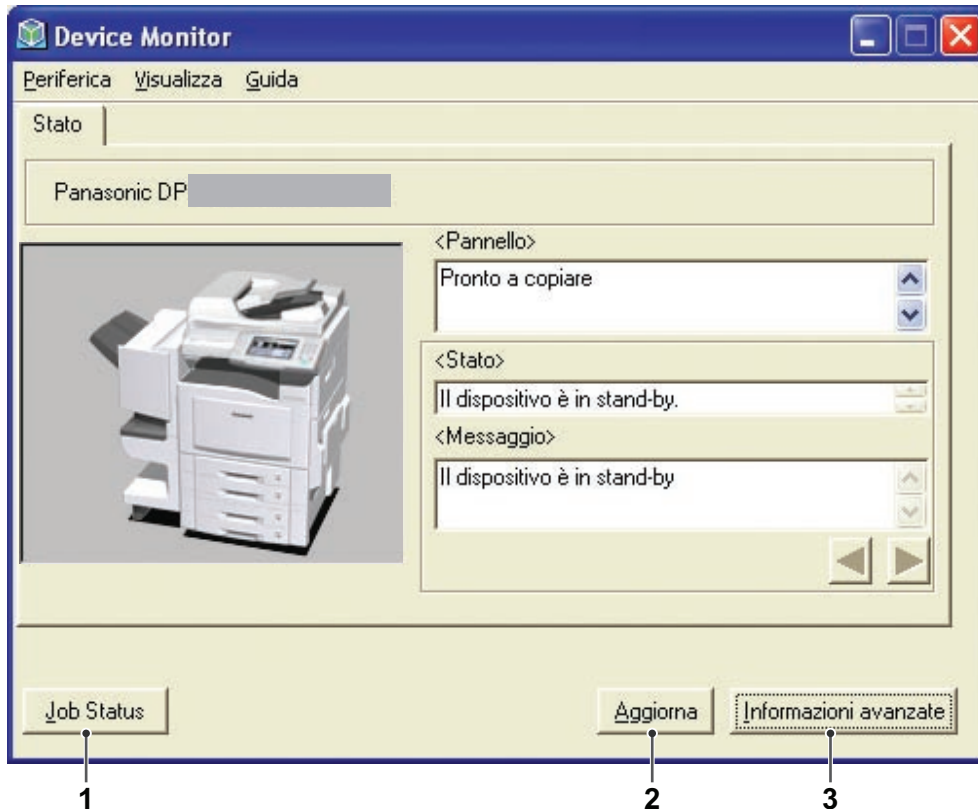 Device Monitor
Periferica Visualizza Guida
Stato
Panasonic DP
<Pannello>
Pronto a copiare
<Stato>
Il dispositivo è in stand-by.
<Messaggio>
Il dispositivo è in stand-by
Job Status Aggiorna Informazioni avanzate
1 2 3